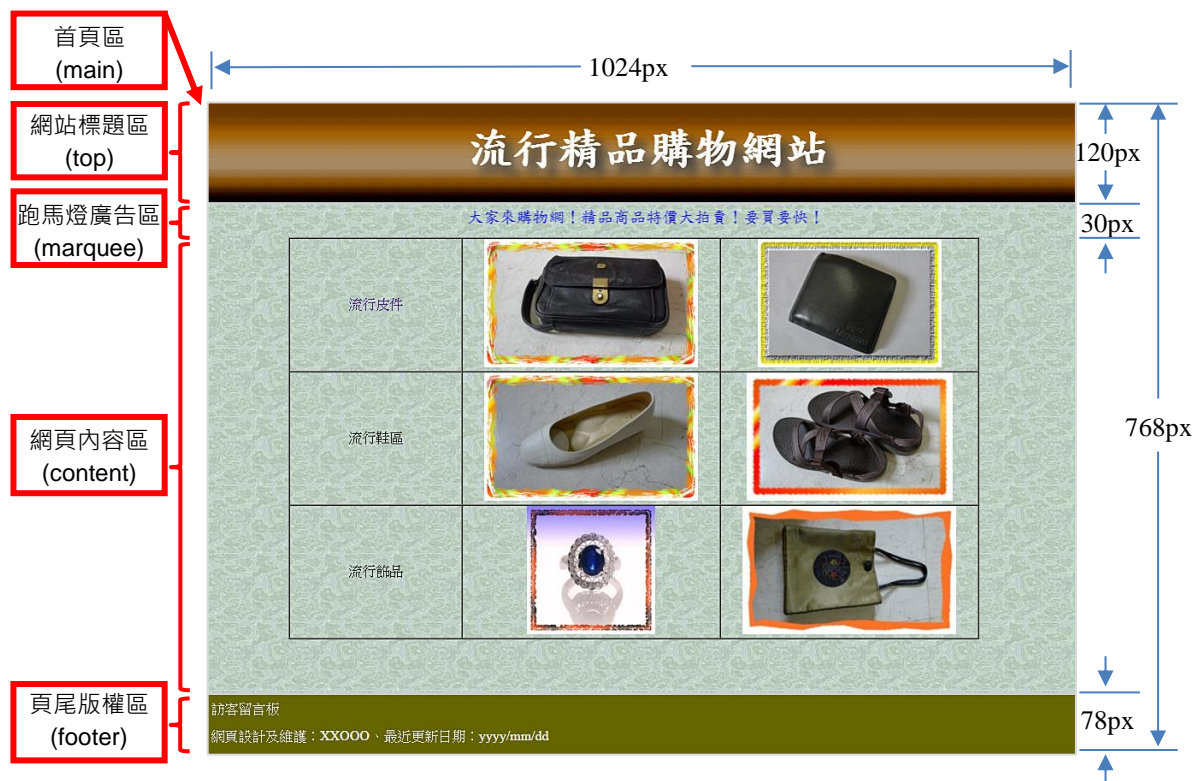 首頁區
(main)
1024px
網站標題區
(top)
流行精品購物網站
120px
跑馬燈廣告區
(marquee)
大家來購物網！精品商品特價大拍賣！要買要快！
30px
流行皮件
網頁內容區
(content)
流行鞋區
768px
流行飾品
頁尾版權區
(footer)
訪客留言板
網頁設計及維護：XXOOO、最近更新日期：yyyy/mm/dd
78px